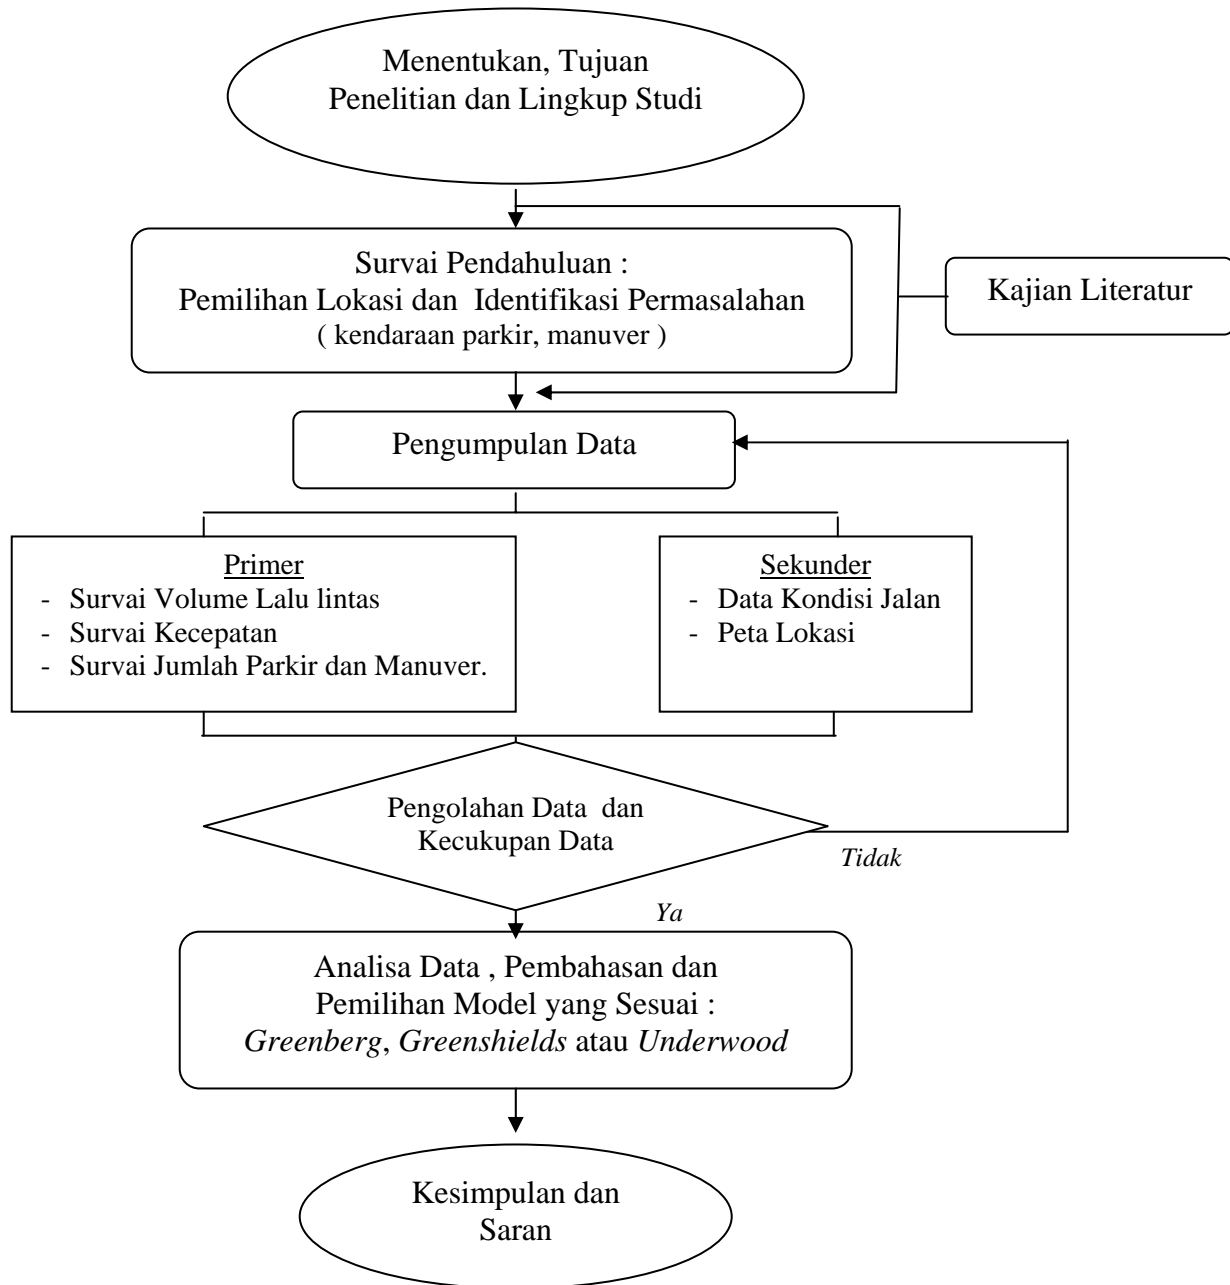 Menentukan, Tujuan
Penelitian dan Lingkup Studi
Survai Pendahuluan :
Pemilihan Lokasi dan Identifikasi Permasalahan
( kendaraan parkir, manuver )
Kajian Literatur
Pengumpulan Data
Primer
- Survai Volume Lalu lintas
- Survai Kecepatan
- Survai Jumlah Parkir dan Manuver.
Sekunder
- Data Kondisi Jalan
- Peta Lokasi
Pengolahan Data dan
Kecukupan Data
Tidak
Ya
Analisa Data , Pembahasan dan
Pemilihan Model yang Sesuai :
Greenberg, Greenshields atau Underwood
Kesimpulan dan
Saran